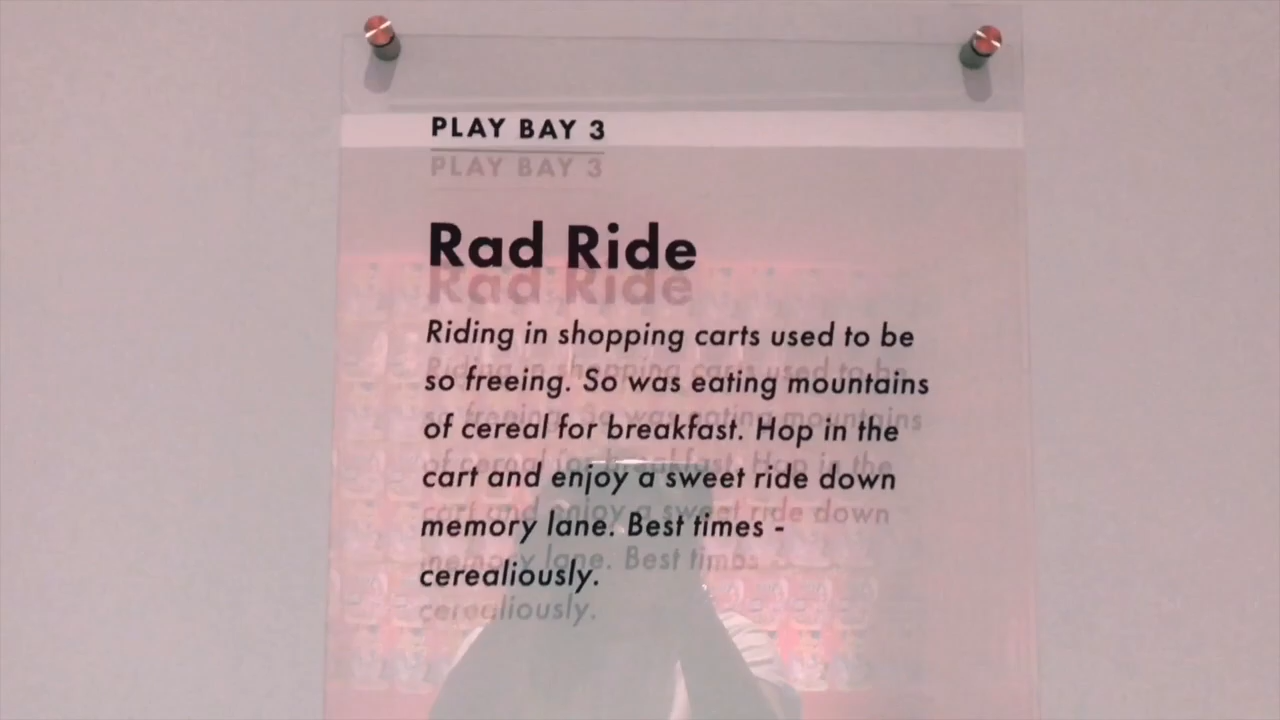 PLAY BAY 3
Rad Ride
Riding in shopping carts used to be
so freeing. So was eating mountains
of cereal for breakfast. Hop in the
cart and enjoy a sweet ride down
memory lane. Best times -
cerealiously.